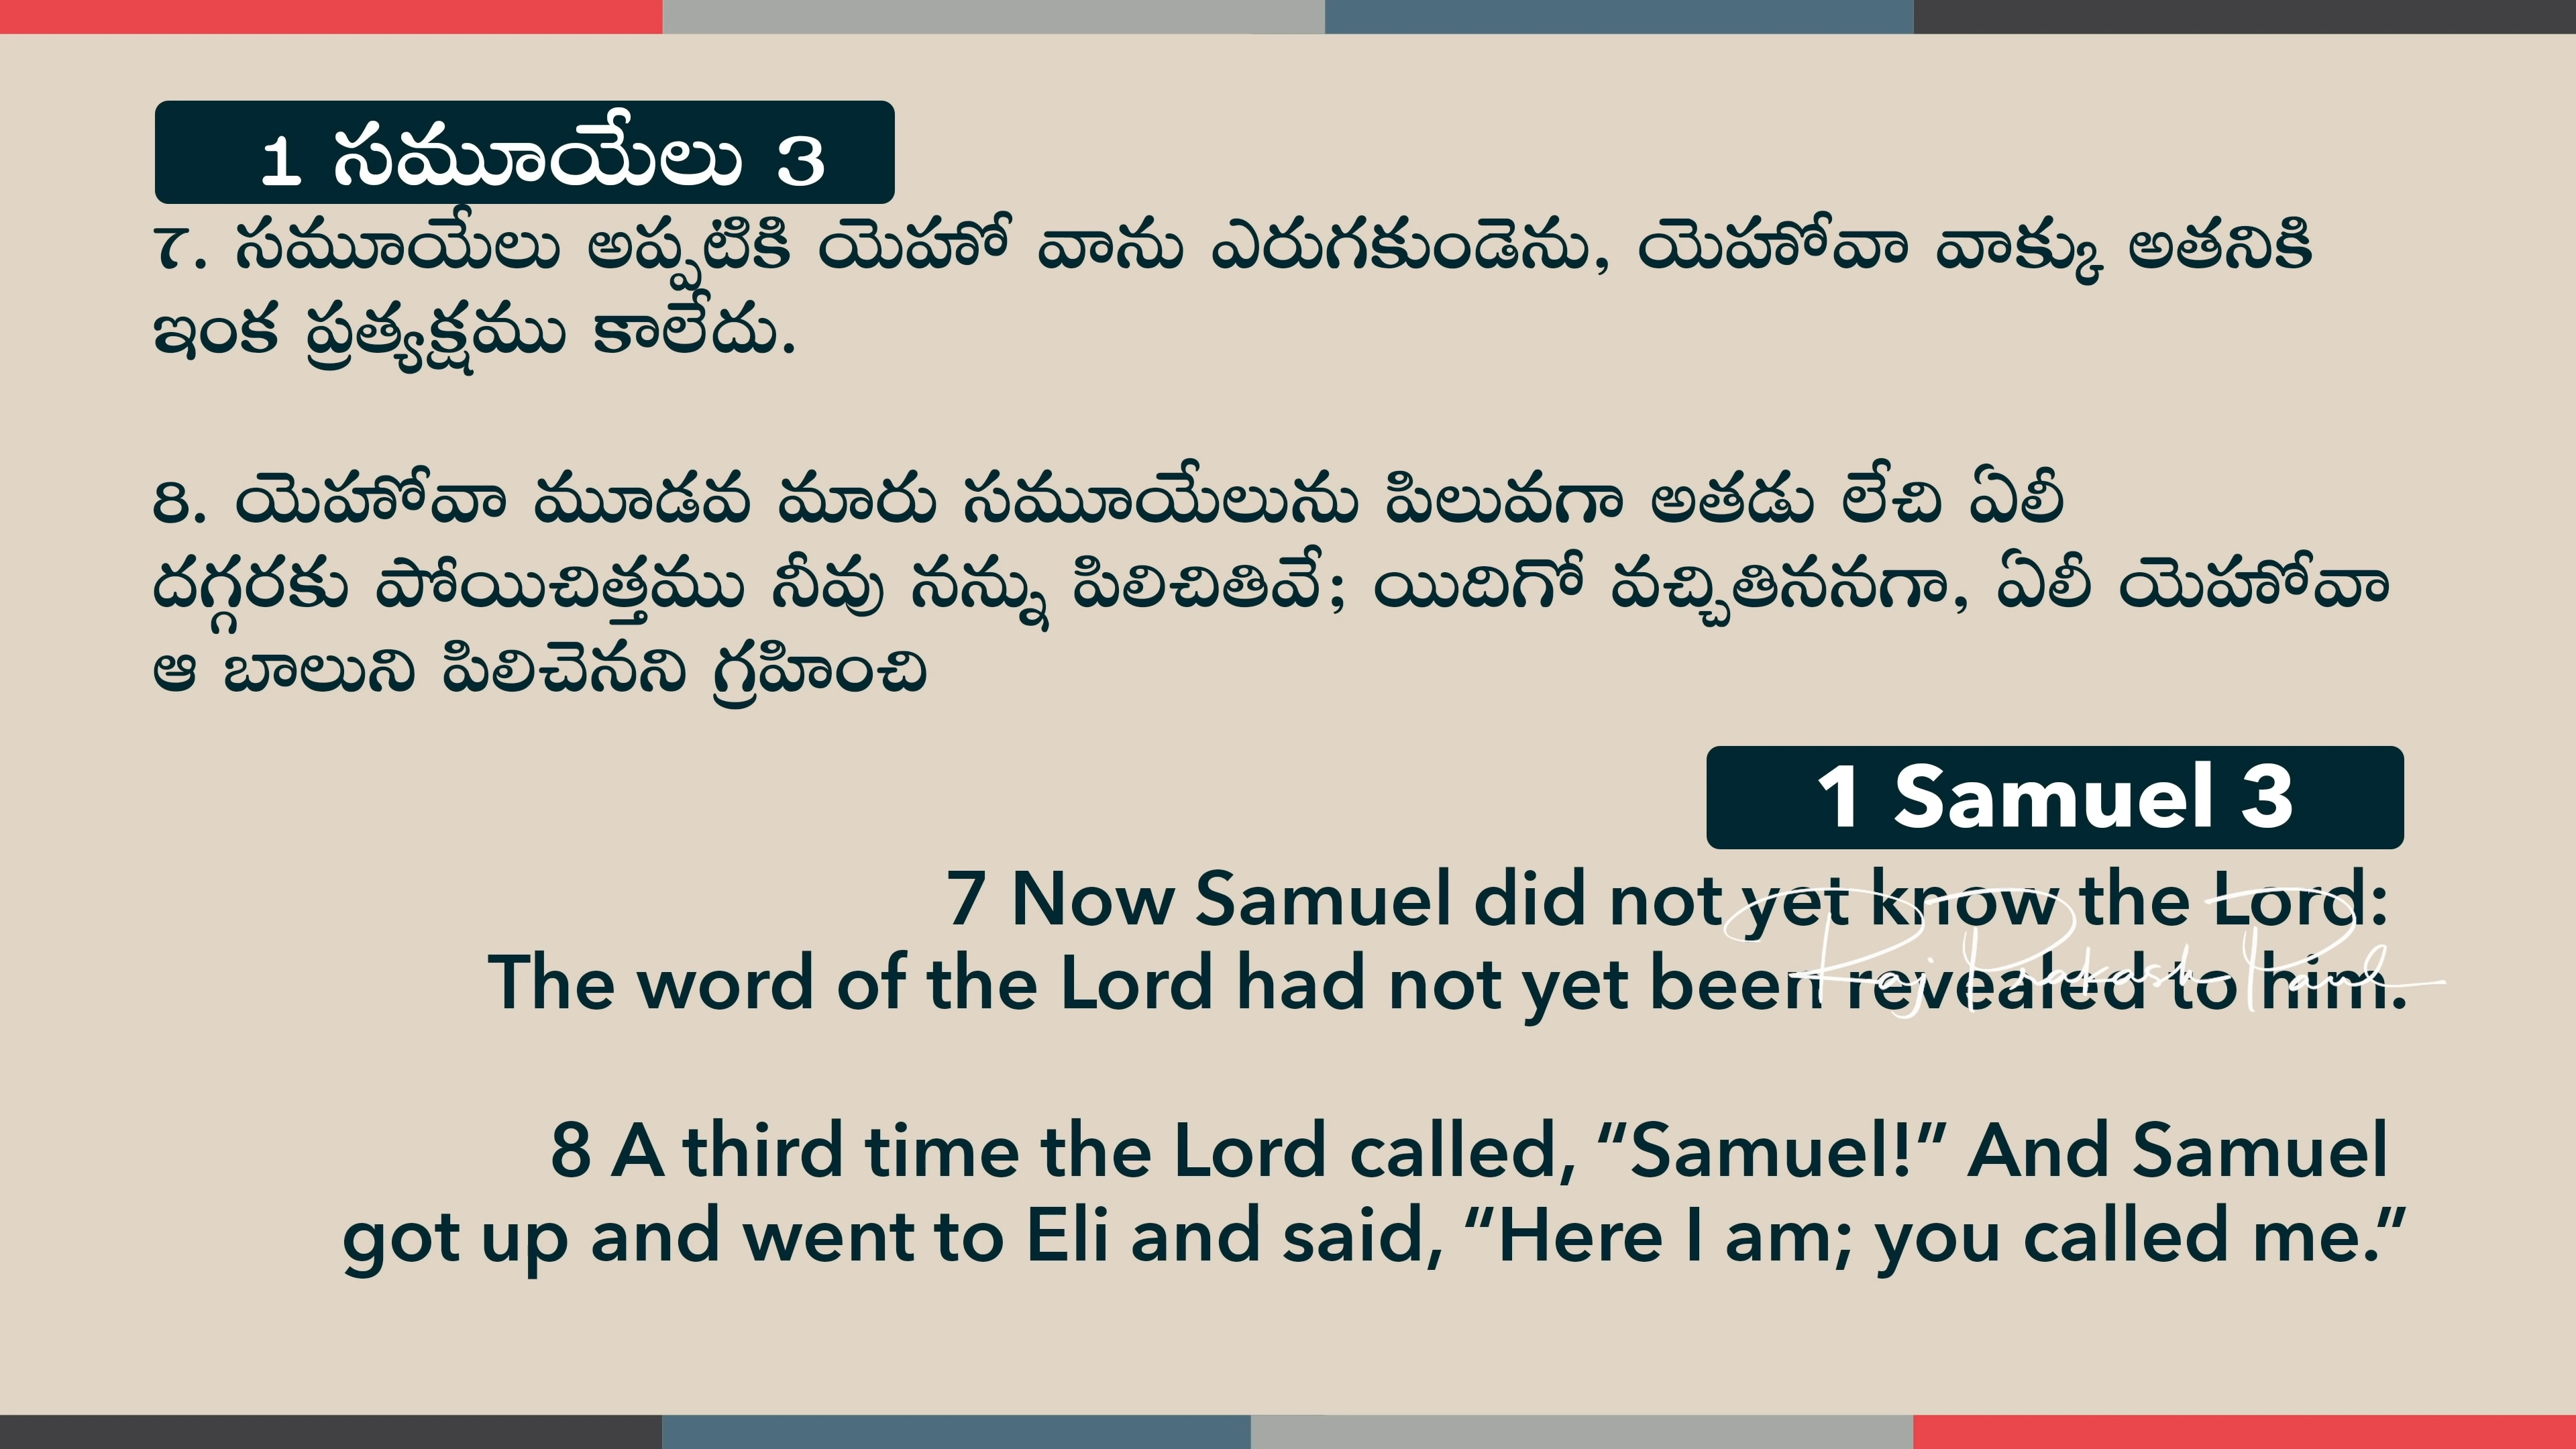 1 సమూయేలు 3
7. సమూయేలు అప్పటికి యెహో వాను ఎరుగకుండెను, యెహోవా వాక్కు అతనికి
ఇంక ప్రత్యక్షము కాలేదు.
8. యెహోవా మూడవ మారు సమూయేలును పిలువగా అతడు లేచి ఏలీ
దగ్గరకు పోయిచిత్తము నీవు నన్ను పిలిచితివే; యిదిగో వచ్చితిననగా, ఏలీ యెహోవా
ఆ బాలుని పిలిచెనని గ్రహించి
1 Samuel 3
7 Now Samuel did not yet know the Lord:
The word of the Lord had not yet been revealed to him.
Raj Prakash Paul
8 A third time the Lord called, “Samuel!” And Samuel
got up and went to Eli and said, “Here I am; you called me.”